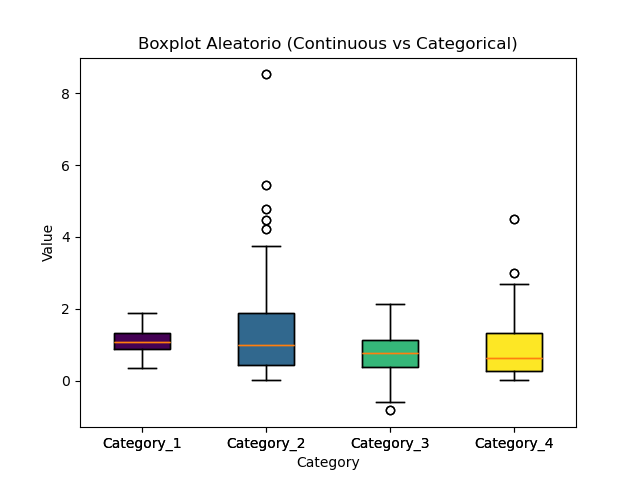 Boxplot Aleatorio (Continuous vs Categorical)
8
6
4
2
0
Value
Category_1 Category_2 Category_3 Category_4
Category